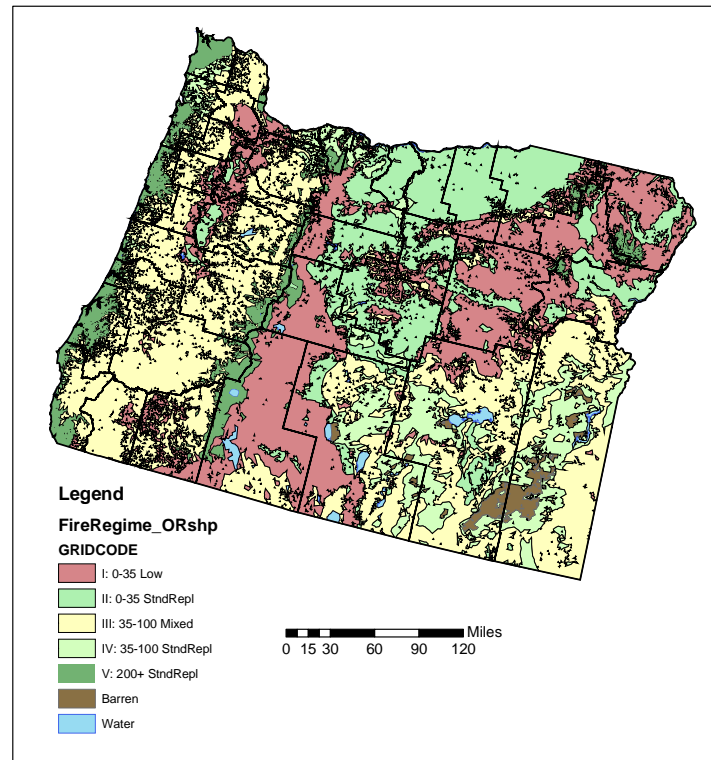 Legend
FireRegime_ORshp
GRIDCODE
I: 0-35 Low
II: 0-35 StndRepl
III: 35-100 Mixed
IV: 35-100 StndRepl
V: 200+ StndRepl
Barren
Water
Miles
0 15 30 60 90 120